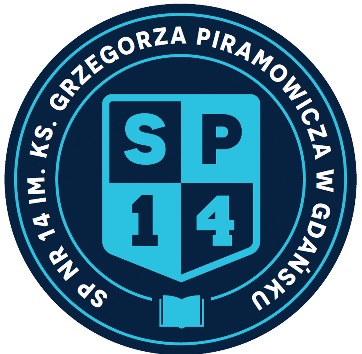 SP NR 14 IM. KS. GRZEGORZA PIRAMOWICZA W GDAŃSKU
SP
14